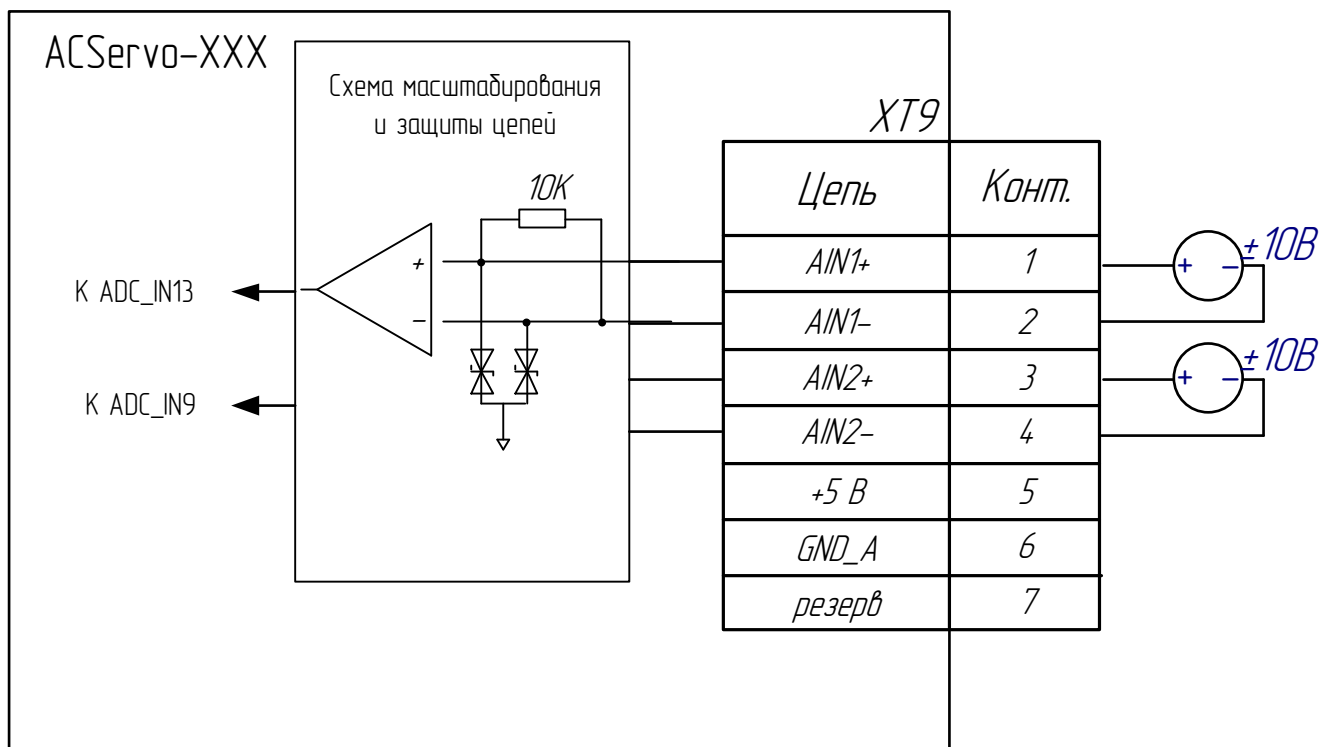 ACServo-XXX
Схема масштабирования
и защиты цепей
10K
+
−
К ADC_IN13
К ADC_IN9
XT9
Цепь Конт.
AIN1+ 1
AIN1- 2
AIN2+ 3
AIN2- 4
+5 В 5
GND_A 6
резерв 7
+ − ±10В
+ − ±10В